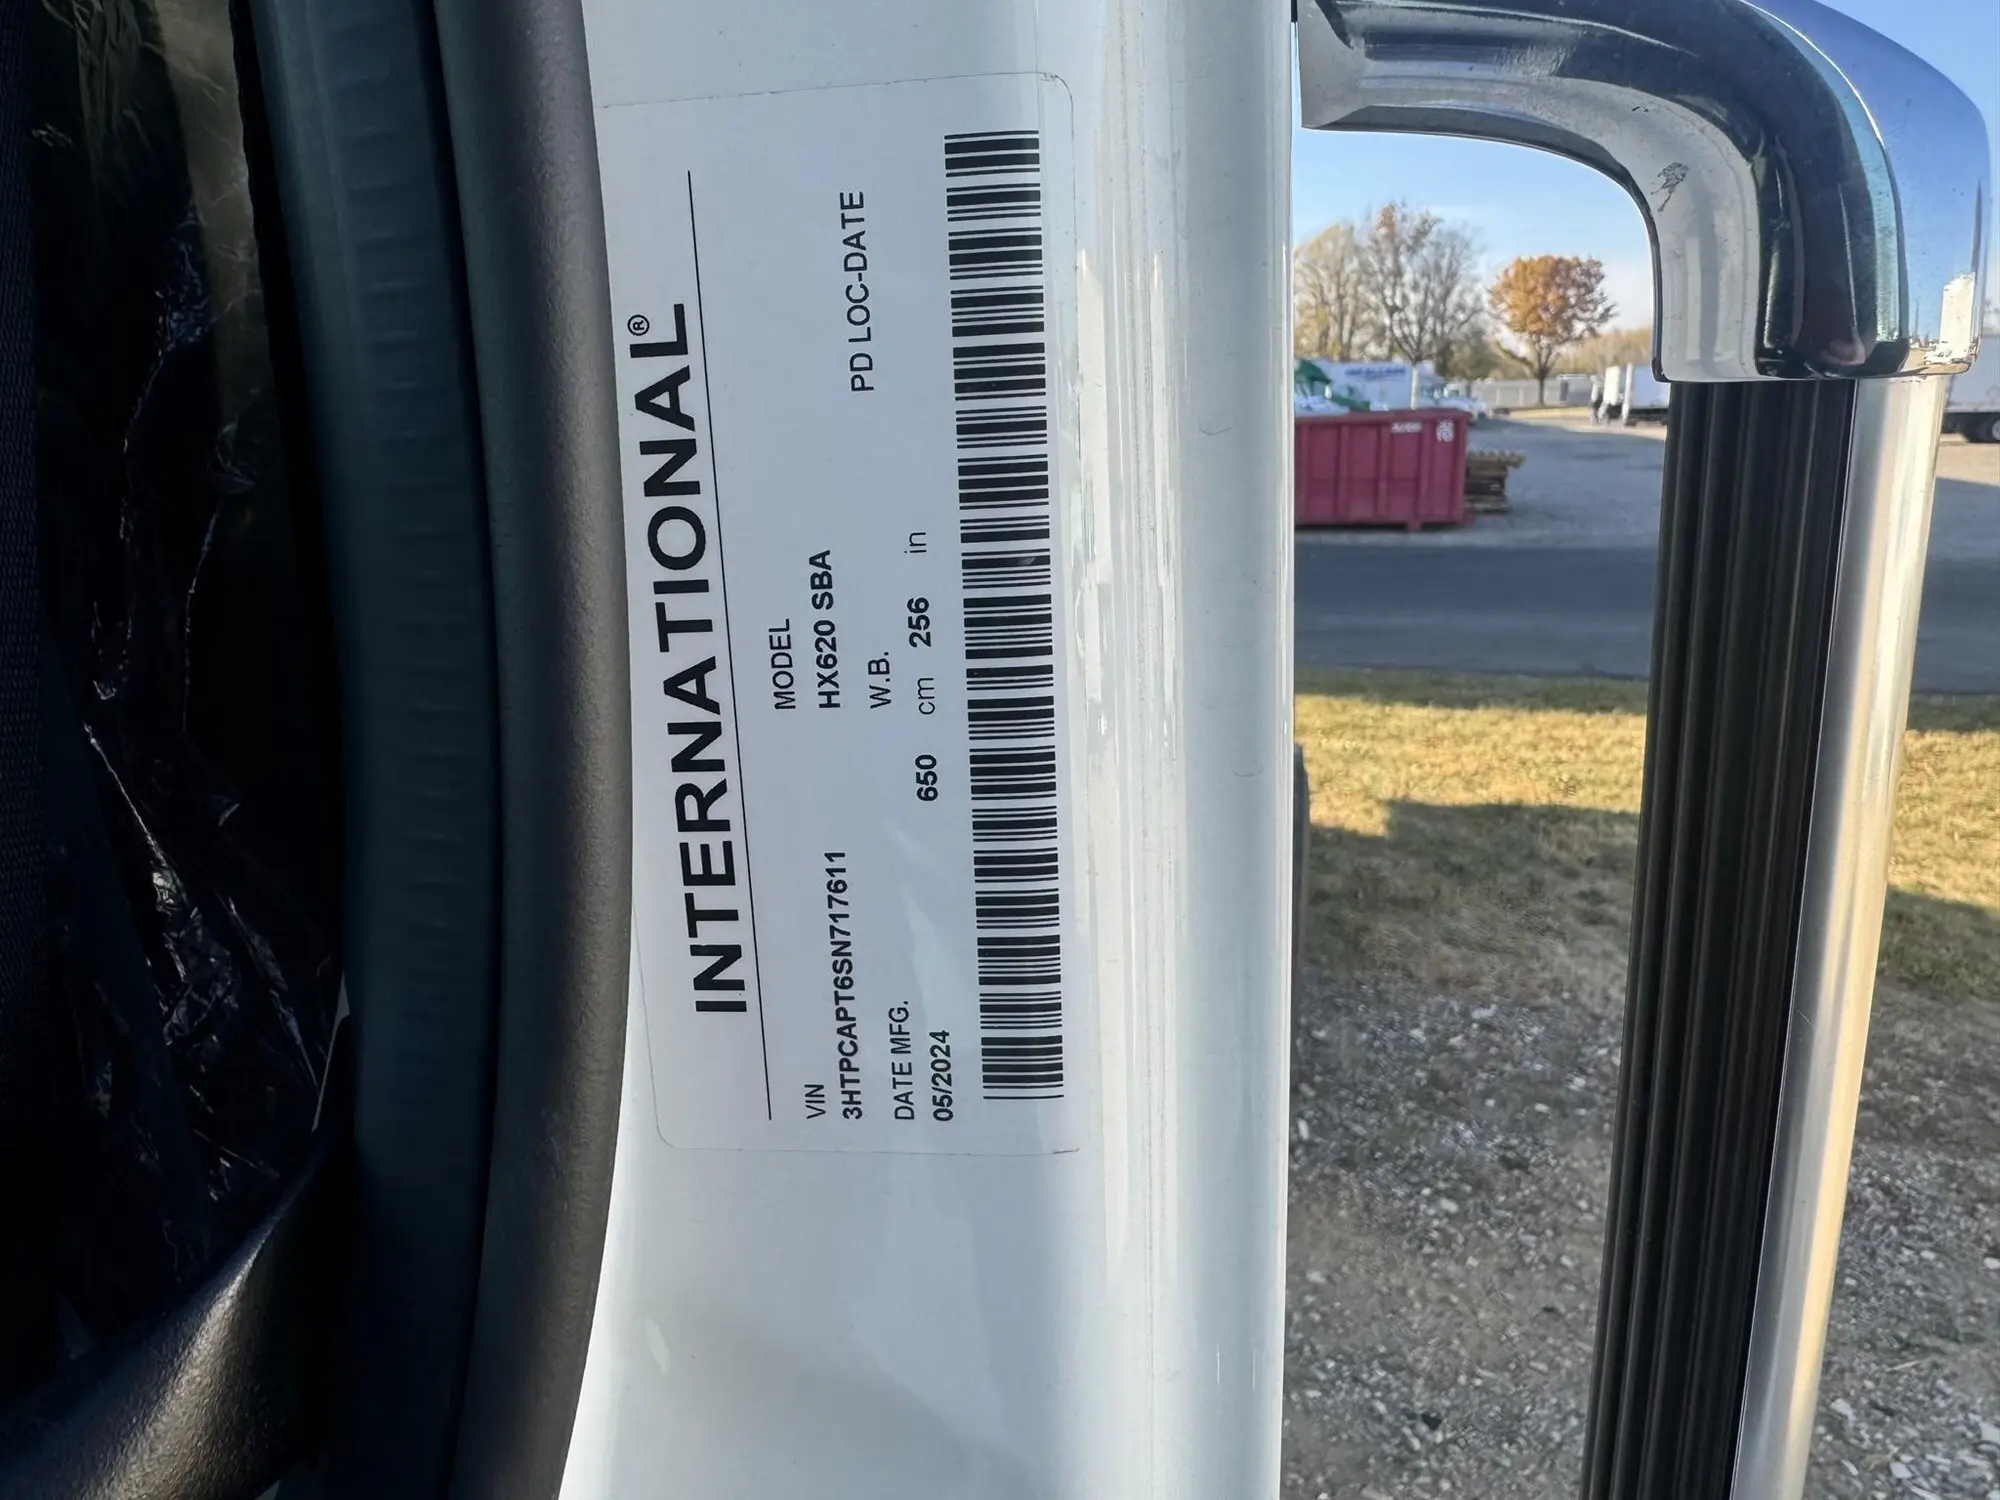 INTERNATIONAL®
VIN
3HTPCAPT6SN717611
MODEL
HX620 SBA
DATE MFG.
05/2024
W.B.
650 cm 256 in
PD LOC-DATE